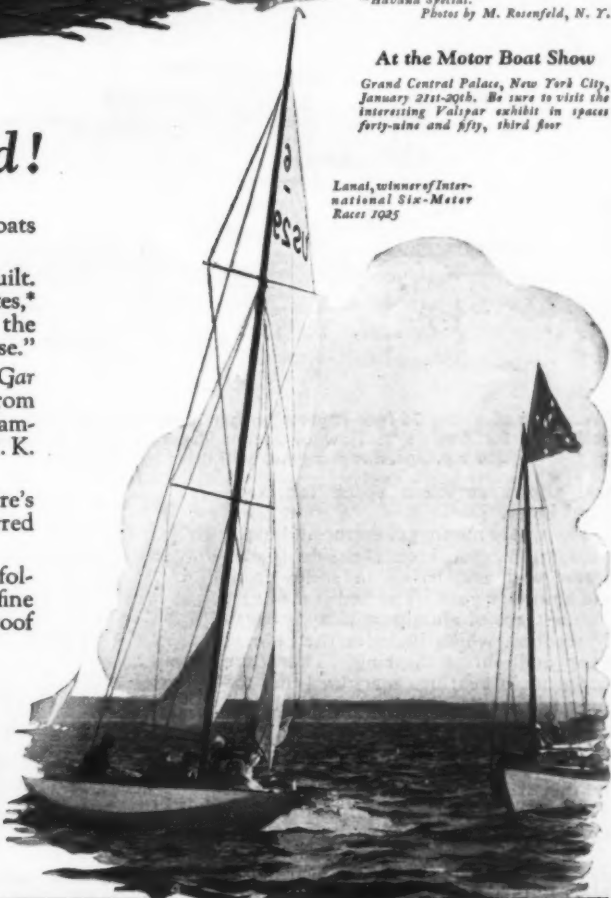 "Havana Special."
Photos by M. Rosenfeld, N. Y.
At the Motor Boat Show
Grand Central Palace, New York City,
January 21st-29th. Be sure to visit the
interesting Valspar exhibit in spaces
forty-nine and fifty, third floor
d!
Lanai, winner of Inter-
national Six-Meter
Races 1925
oats
uilt.
tes,*
the
se."
Gar
rom
am-
. K.
re's
red
fol-
fine
oof
6
US29